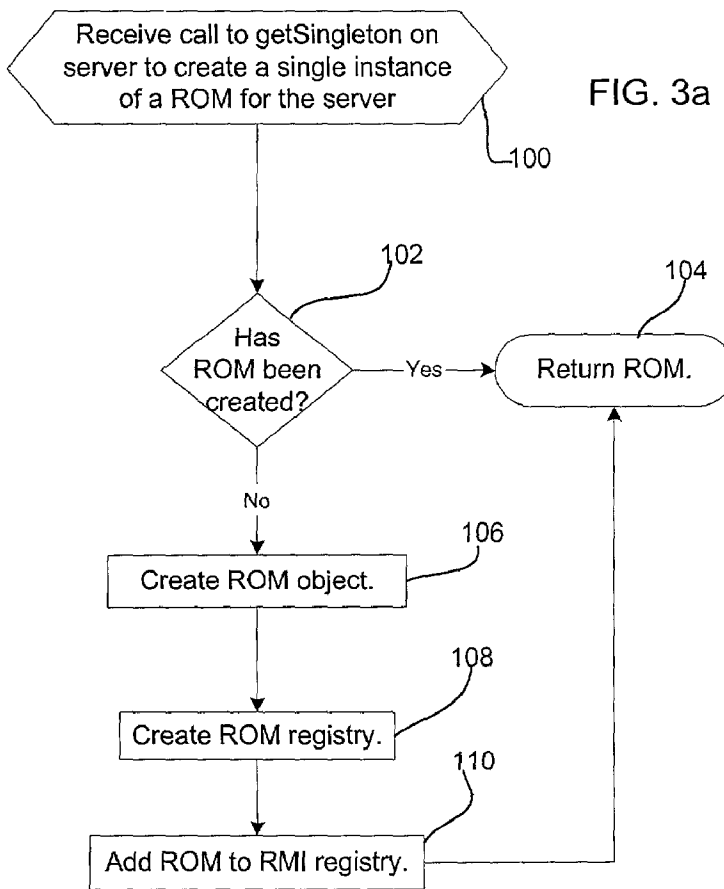 Receive call to getSingleton on
server to create a single instance
of a ROM for the server
FIG. 3a
100
102
Has
ROM been
created?
Yes
104
Return ROM.
No
106
Create ROM object.
108
Create ROM registry.
110
Add ROM to RMI registry.